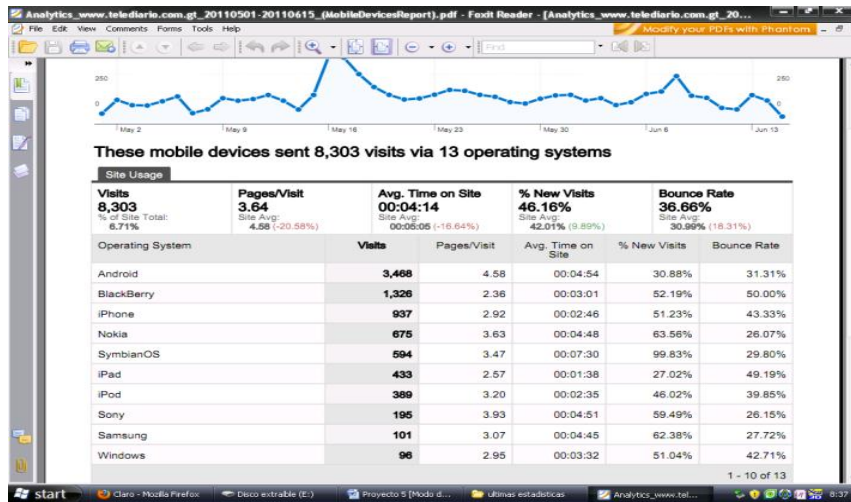 Analytics_www.telediario.com.gt_20110501-20110615_(MobileDevicesReport).pdf - Foxit Reader - [Analytics_www.telediario.com.gt_20...
File Edit View Comments Forms Tools Help
Modify your PDFs with Phantom
Find
250 250
0 0
May 2 May 9 May 16 May 23 May 30 Jun 6 Jun 13
These mobile devices sent 8,303 visits via 13 operating systems
Site Usage
Visits Pages/Visit Avg. Time on Site % New Visits Bounce Rate
8,303 3.64 00:04:14 46.16% 36.66%
% of Site Total: Site Avg: Site Avg: Site Avg: Site Avg:
6.71% 4.58 (-20.58%) 00:05:05 (-16.64%) 42.01% (9.89%) 30.99% (18.31%)
Operating System Visits Pages/Visit Avg. Time on Site % New Visits Bounce Rate
Android 3,468 4.58 00:04:54 30.88% 31.31%
BlackBerry 1,326 2.36 00:03:01 52.19% 50.00%
iPhone 937 2.92 00:02:46 51.23% 43.33%
Nokia 675 3.63 00:04:48 63.56% 26.07%
SymbianOS 594 3.47 00:07:30 99.83% 29.80%
iPad 433 2.57 00:01:38 27.02% 49.19%
iPod 389 3.20 00:02:35 46.02% 39.85%
Sony 195 3.93 00:04:51 59.49% 26.15%
Samsung 101 3.07 00:04:45 62.38% 27.72%
Windows 96 2.95 00:03:32 51.04% 42.71%
1 - 10 of 13
start Claro - Mozilla Firefox Disco extraíble (E:) Proyecto 5 [Modo d... ultimas estadisticas Analytics_www.tel... 8:37